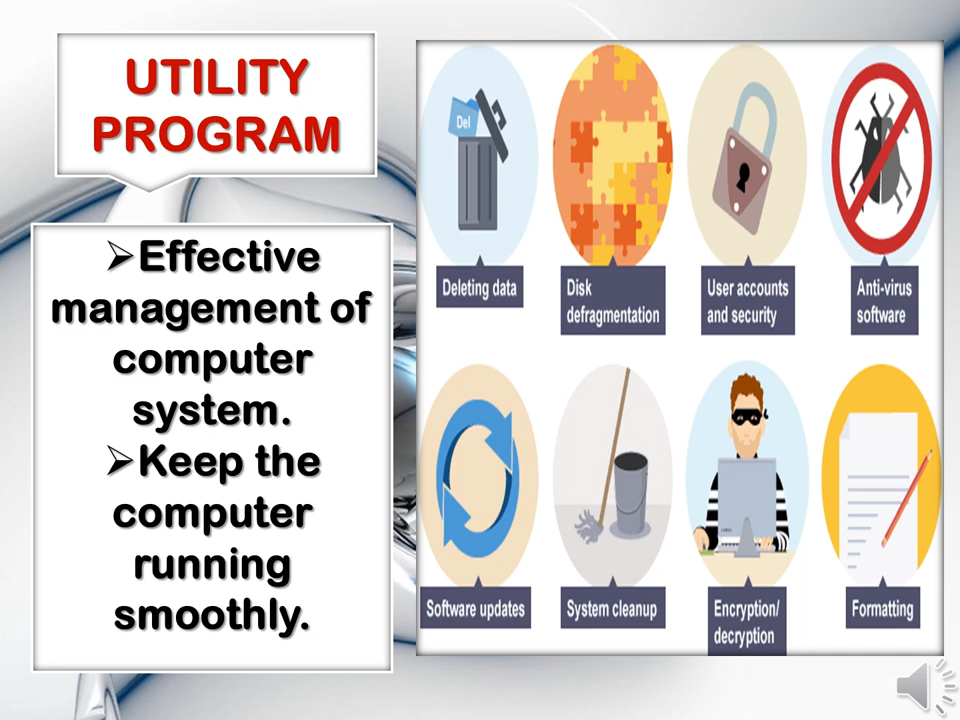 UTILITY
PROGRAM
➢Effective
management of
computer
system.
➢Keep the
computer
running
smoothly.
Del
Deleting data
Disk
defragmentation
User accounts
and security
Anti-virus
software
Software updates
System cleanup
Encryption/
decryption
Formatting